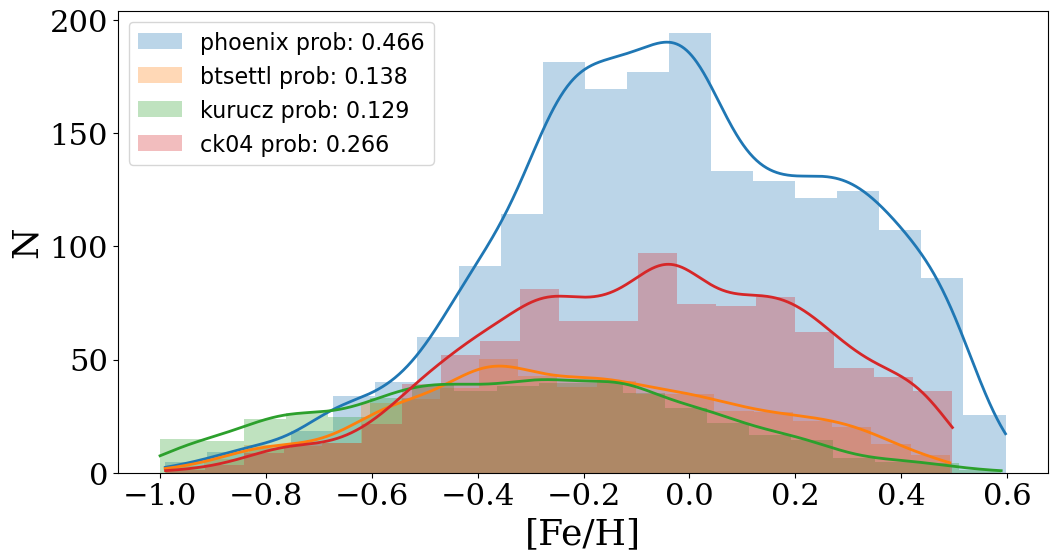 phoenix prob: 0.466
btsettl prob: 0.138
kurucz prob: 0.129
ck04 prob: 0.266
200
150
100
50
0
N
−1.0 −0.8 −0.6 −0.4 −0.2 0.0 0.2 0.4 0.6
[Fe/H]